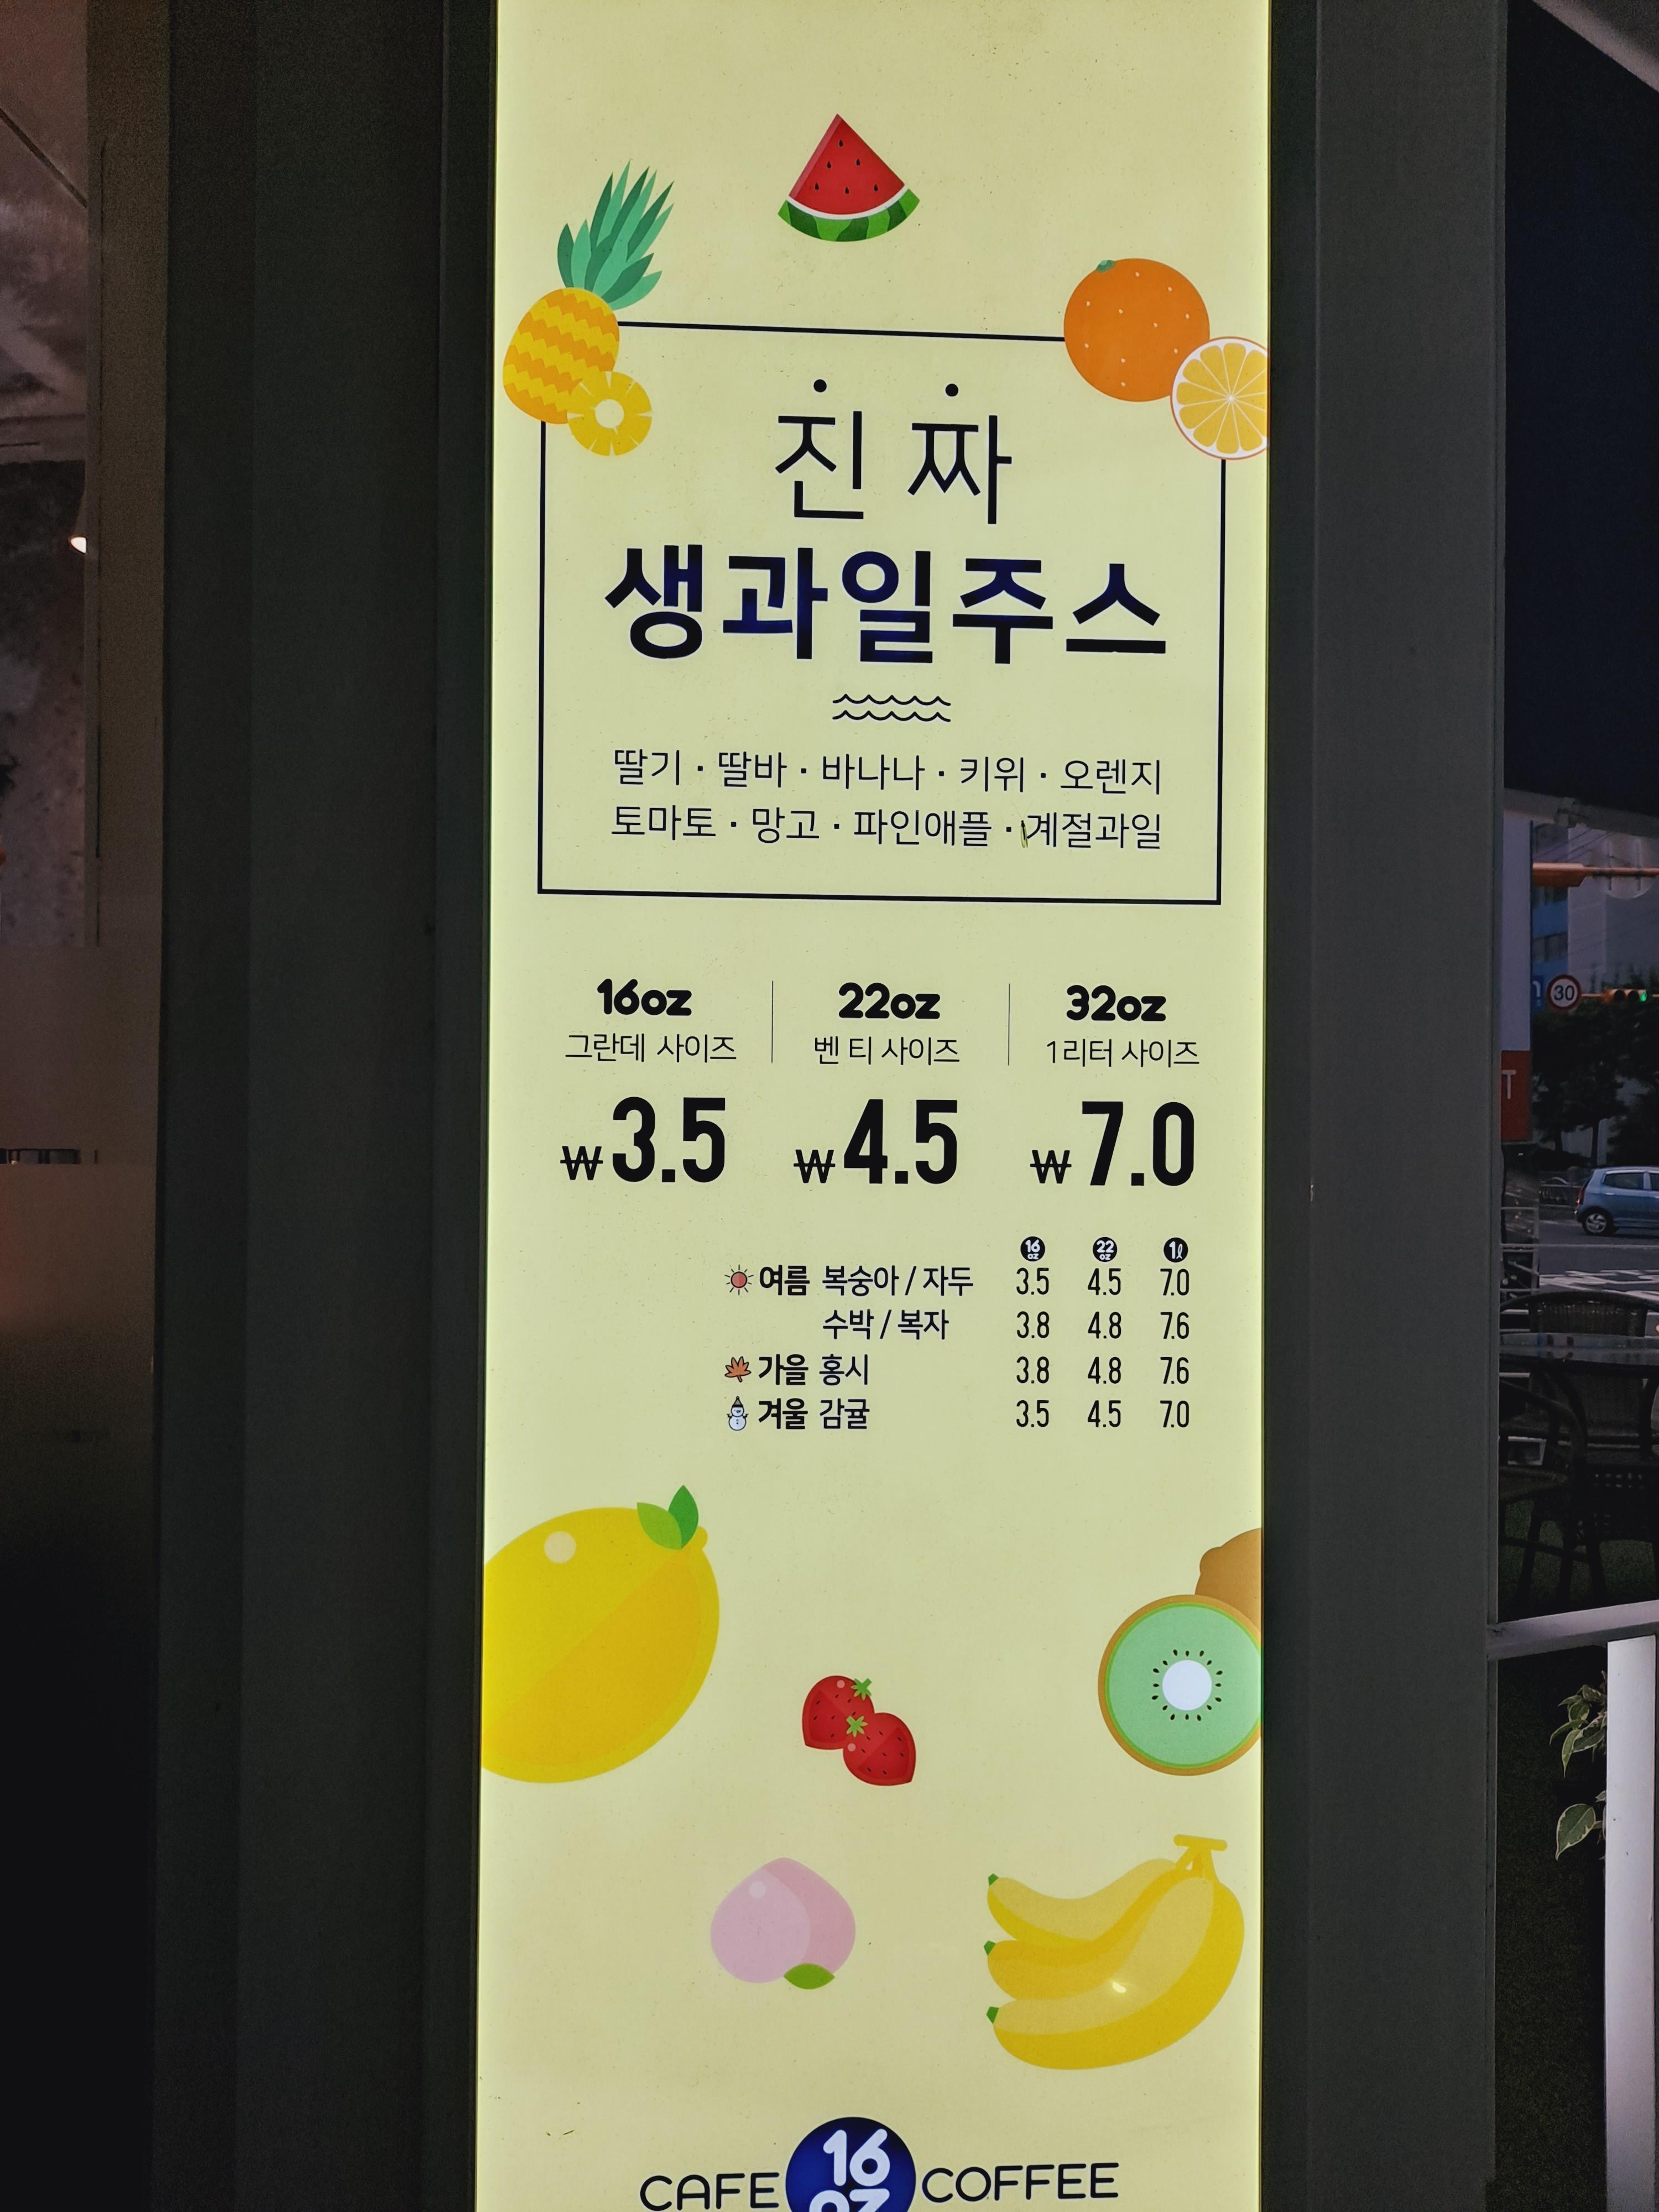 진짜
생과일주스
딸기 · 딸바 · 바나나 · 키위 · 오렌지
토마토 · 망고 · 파인애플 · 계절과일
16oz 22oz 32oz
그란데 사이즈 벤티 사이즈 1리터 사이즈
₩3.5 ₩4.5 ₩7.0
16oz 22oz 1ℓ
여름 복숭아 / 자두 3.5 4.5 7.0
수박 / 복자 3.8 4.8 7.6
가을 홍시 3.8 4.8 7.6
겨울 감귤 3.5 4.5 7.0
CAFE 16oz COFFEE
30